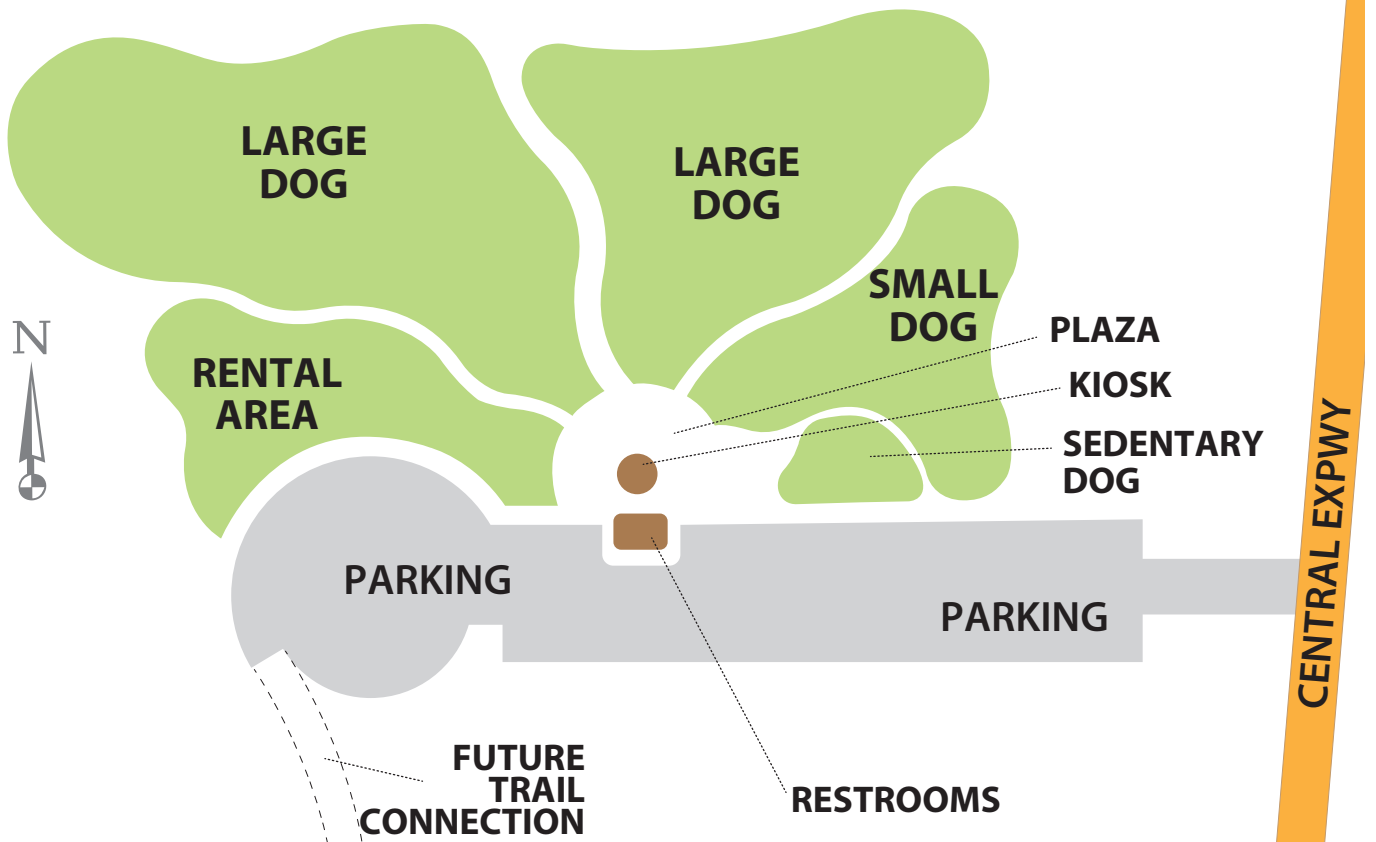 LARGE
DOG
LARGE
DOG
SMALL
DOG
N
RENTAL
AREA
PLAZA
KIOSK
SEDENTARY
DOG
CENTRAL EXPWY
PARKING
PARKING
FUTURE
TRAIL
CONNECTION
RESTROOMS